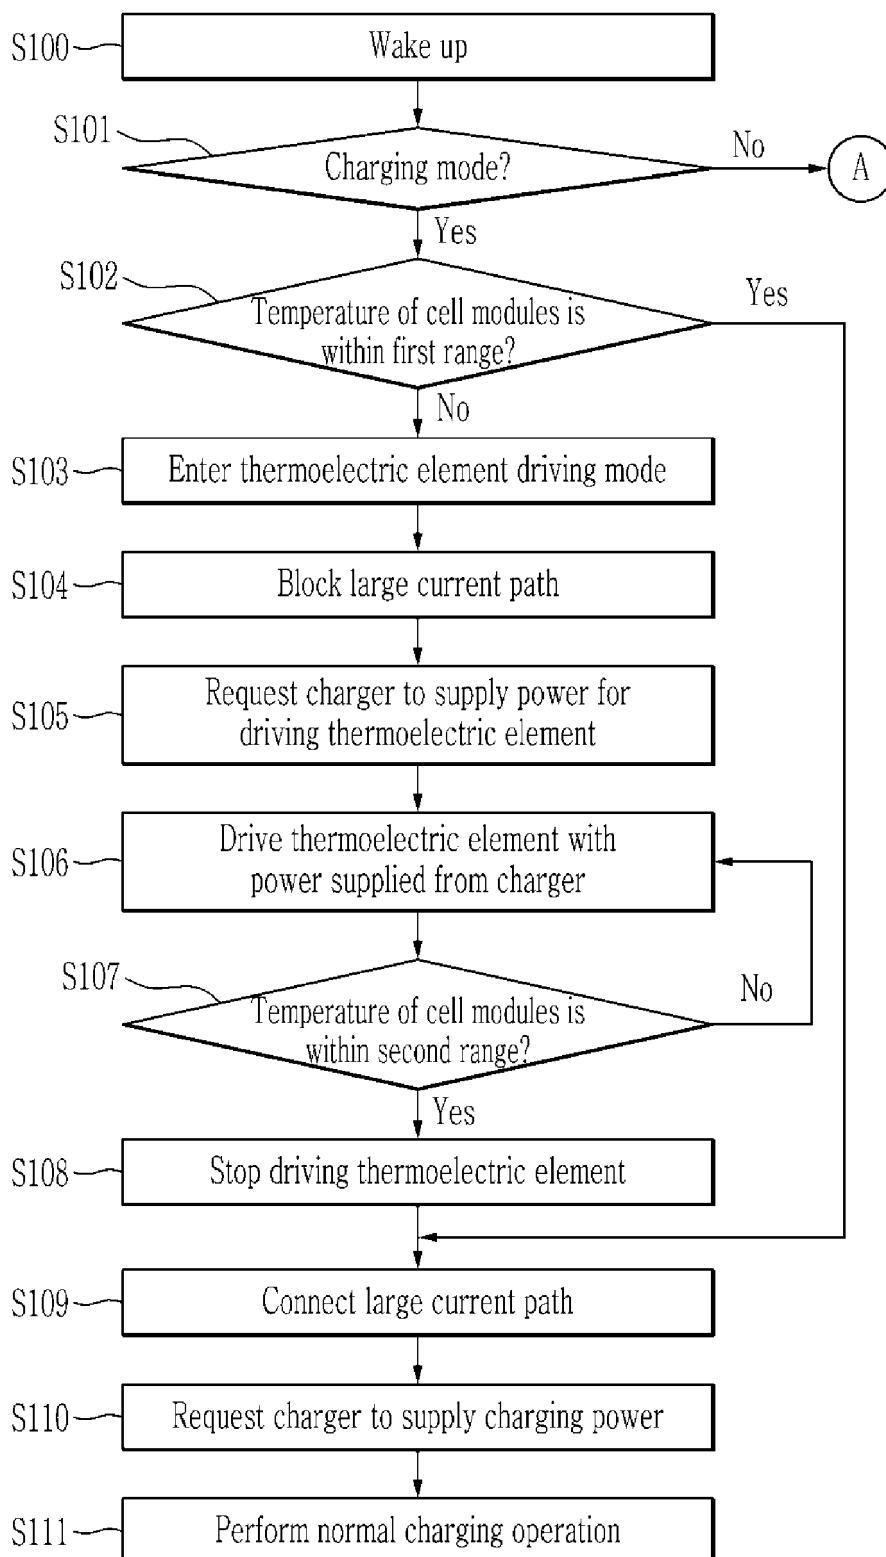 S100
Wake up
S101
Charging mode?
No
A
Yes
S102
Temperature of cell modules is
within first range?
Yes
No
S103
Enter thermoelectric element driving mode
S104
Block large current path
S105
Request charger to supply power for
driving thermoelectric element
S106
Drive thermoelectric element with
power supplied from charger
S107
Temperature of cell modules is
within second range?
No
Yes
S108
Stop driving thermoelectric element
S109
Connect large current path
S110
Request charger to supply charging power
S111
Perform normal charging operation